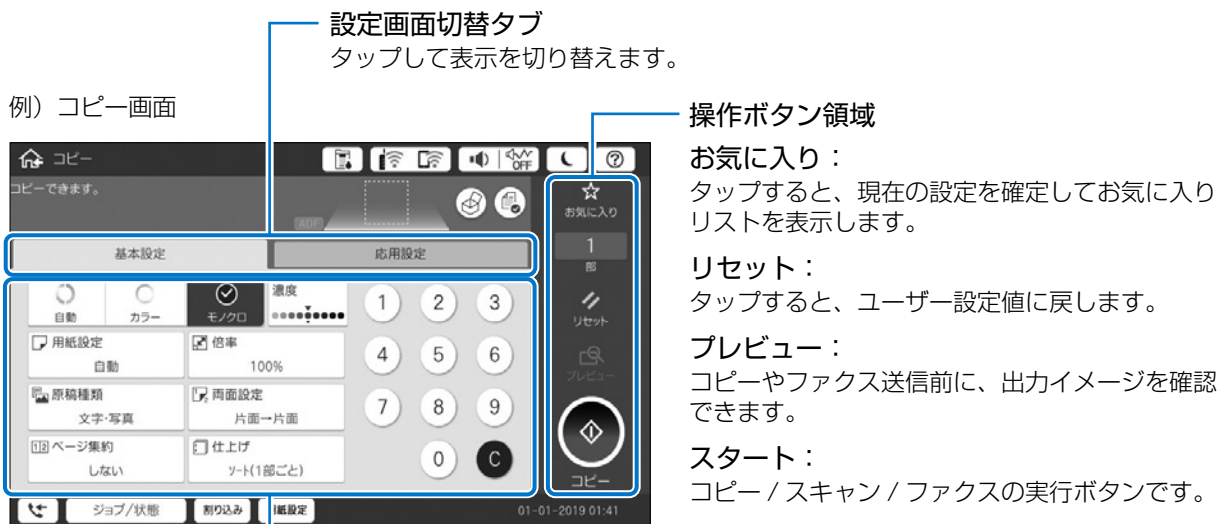 設定画面切替タブ
タップして表示を切り替えます。
例）コピー画面
コピー
OFF
コピーできます。
ADF
基本設定
応用設定
自動
カラー
モノクロ
濃度
1
2
3
用紙設定
自動
倍率
100%
4
5
6
原稿種類
文字·写真
両面設定
片面→片面
7
8
9
12 ページ集約
しない
仕上げ
ソート(1部ごと)
0
C
ジョブ/状態
割り込み
用紙設定
01-01-2019 01:41
お気に入り
1
部
リセット
プレビュー
コピー
操作ボタン領域
お気に入り：
タップすると、現在の設定を確定してお気に入り
リストを表示します。
リセット：
タップすると、ユーザー設定値に戻します。
プレビュー：
コピーやファクス送信前に、出力イメージを確認
できます。
スタート：
コピー / スキャン / ファクスの実行ボタンです。